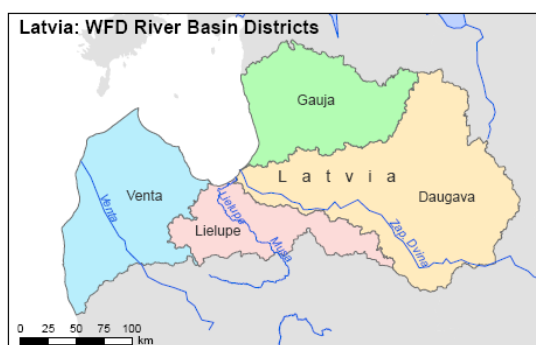 Latvia: WFD River Basin Districts
Gauja
Latvia
Venta
Daugava
Venta
Lielupe
Lielupe
Musa
Zap. Dvina
0 25 50 75 100
km